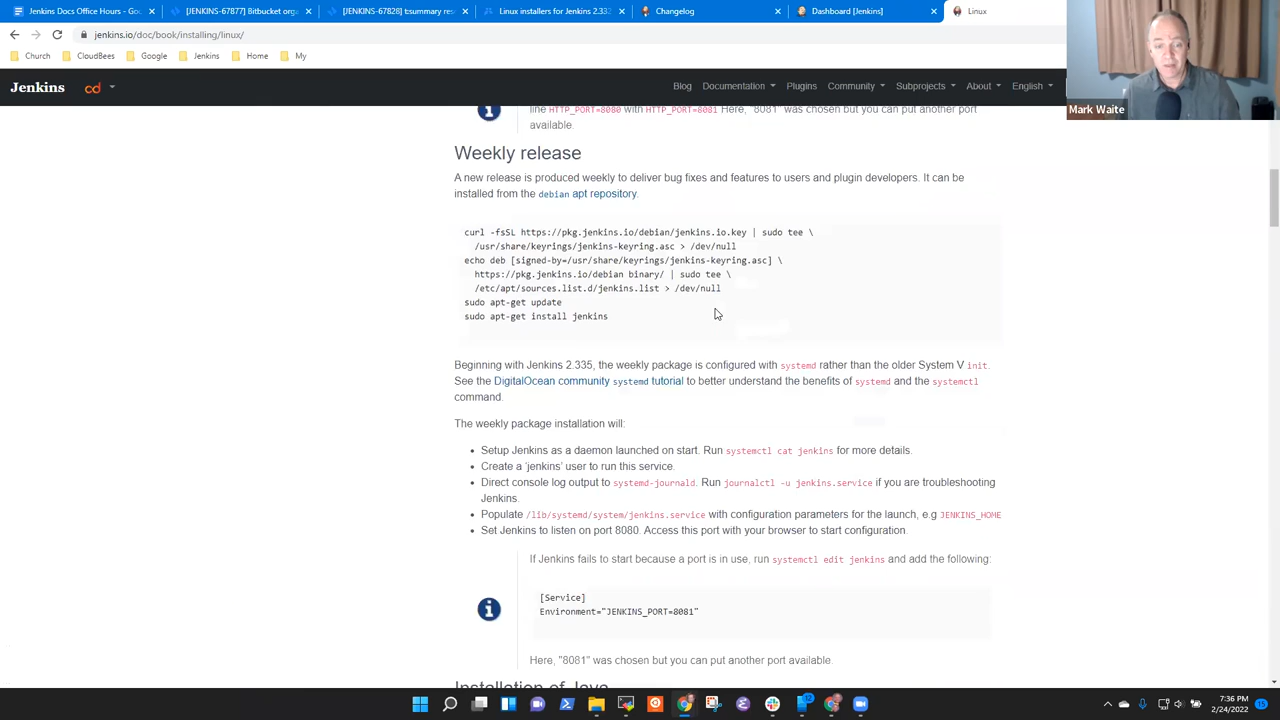 Jenkins Docs Office Hours - Goo
[JENKINS-67877] Bitbucket orga
[JENKINS-67828] t:summary res
Linux installers for Jenkins 2.332
Changelog
Dashboard [Jenkins]
Linux
jenkins.io/doc/book/installing/linux/
Church
CloudBees
Google
Jenkins
Home
My
Jenkins
cd
Blog
Documentation
Plugins
Community
Subprojects
About
English
Mark Waite
line HTTP_PORT=8080 with HTTP_PORT=8081 Here, "8081" was chosen but you can put another port
available.
Weekly release
A new release is produced weekly to deliver bug fixes and features to users and plugin developers. It can be
installed from the debian apt repository.
curl -fsSL https://pkg.jenkins.io/debian/jenkins.io.key | sudo tee \
/usr/share/keyrings/jenkins-keyring.asc > /dev/null
echo deb [signed-by=/usr/share/keyrings/jenkins-keyring.asc] \
https://pkg.jenkins.io/debian binary/ | sudo tee \
/etc/apt/sources.list.d/jenkins.list > /dev/null
sudo apt-get update
sudo apt-get install jenkins
Beginning with Jenkins 2.335, the weekly package is configured with systemd rather than the older System V init.
See the DigitalOcean community systemd tutorial to better understand the benefits of systemd and the systemctl
command.
The weekly package installation will:
• Setup Jenkins as a daemon launched on start. Run systemctl cat jenkins for more details.
• Create a 'jenkins' user to run this service.
• Direct console log output to systemd-journald. Run journalctl -u jenkins.service if you are troubleshooting
Jenkins.
• Populate /lib/systemd/system/jenkins.service with configuration parameters for the launch, e.g JENKINS_HOME
• Set Jenkins to listen on port 8080. Access this port with your browser to start configuration.
If Jenkins fails to start because a port is in use, run systemctl edit jenkins and add the following:
[Service]
Environment="JENKINS_PORT=8081"
Here, "8081" was chosen but you can put another port available.
Installation of Java
7:36 PM
2/24/2022